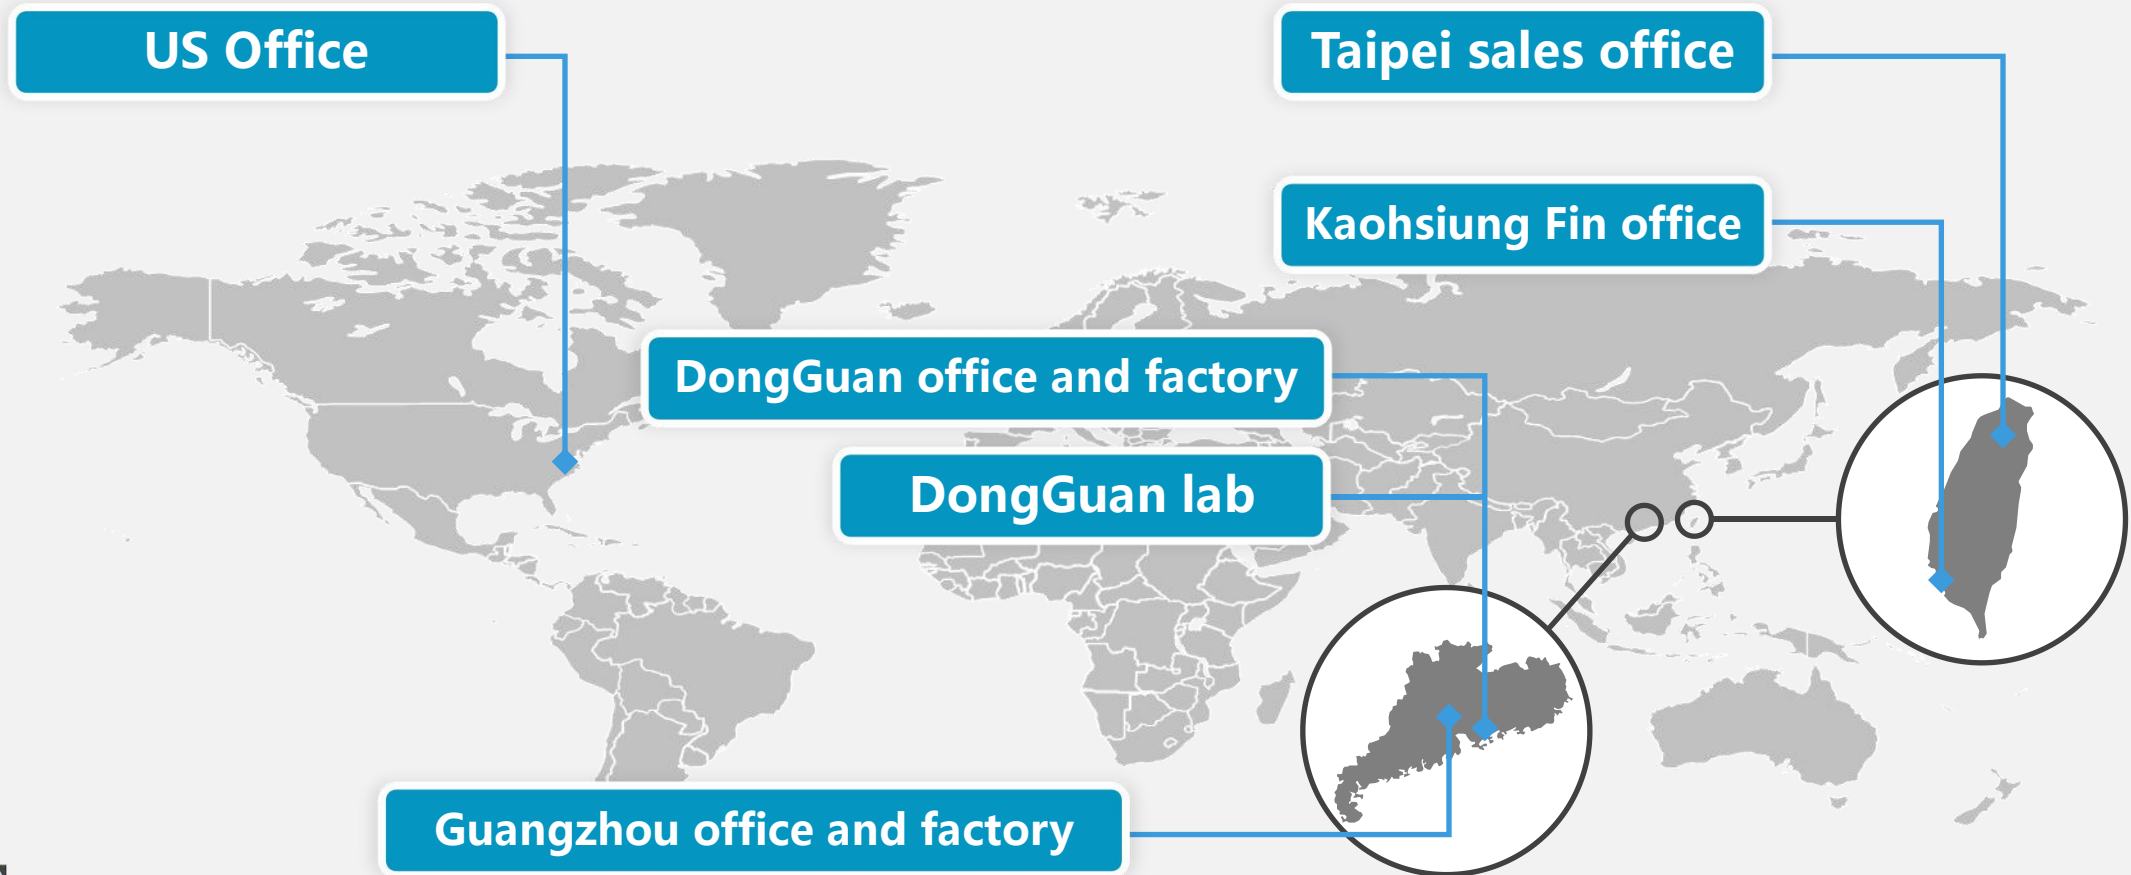 US Office
Taipei sales office
Kaohsiung Fin office
DongGuan office and factory
DongGuan lab
Guangzhou office and factory